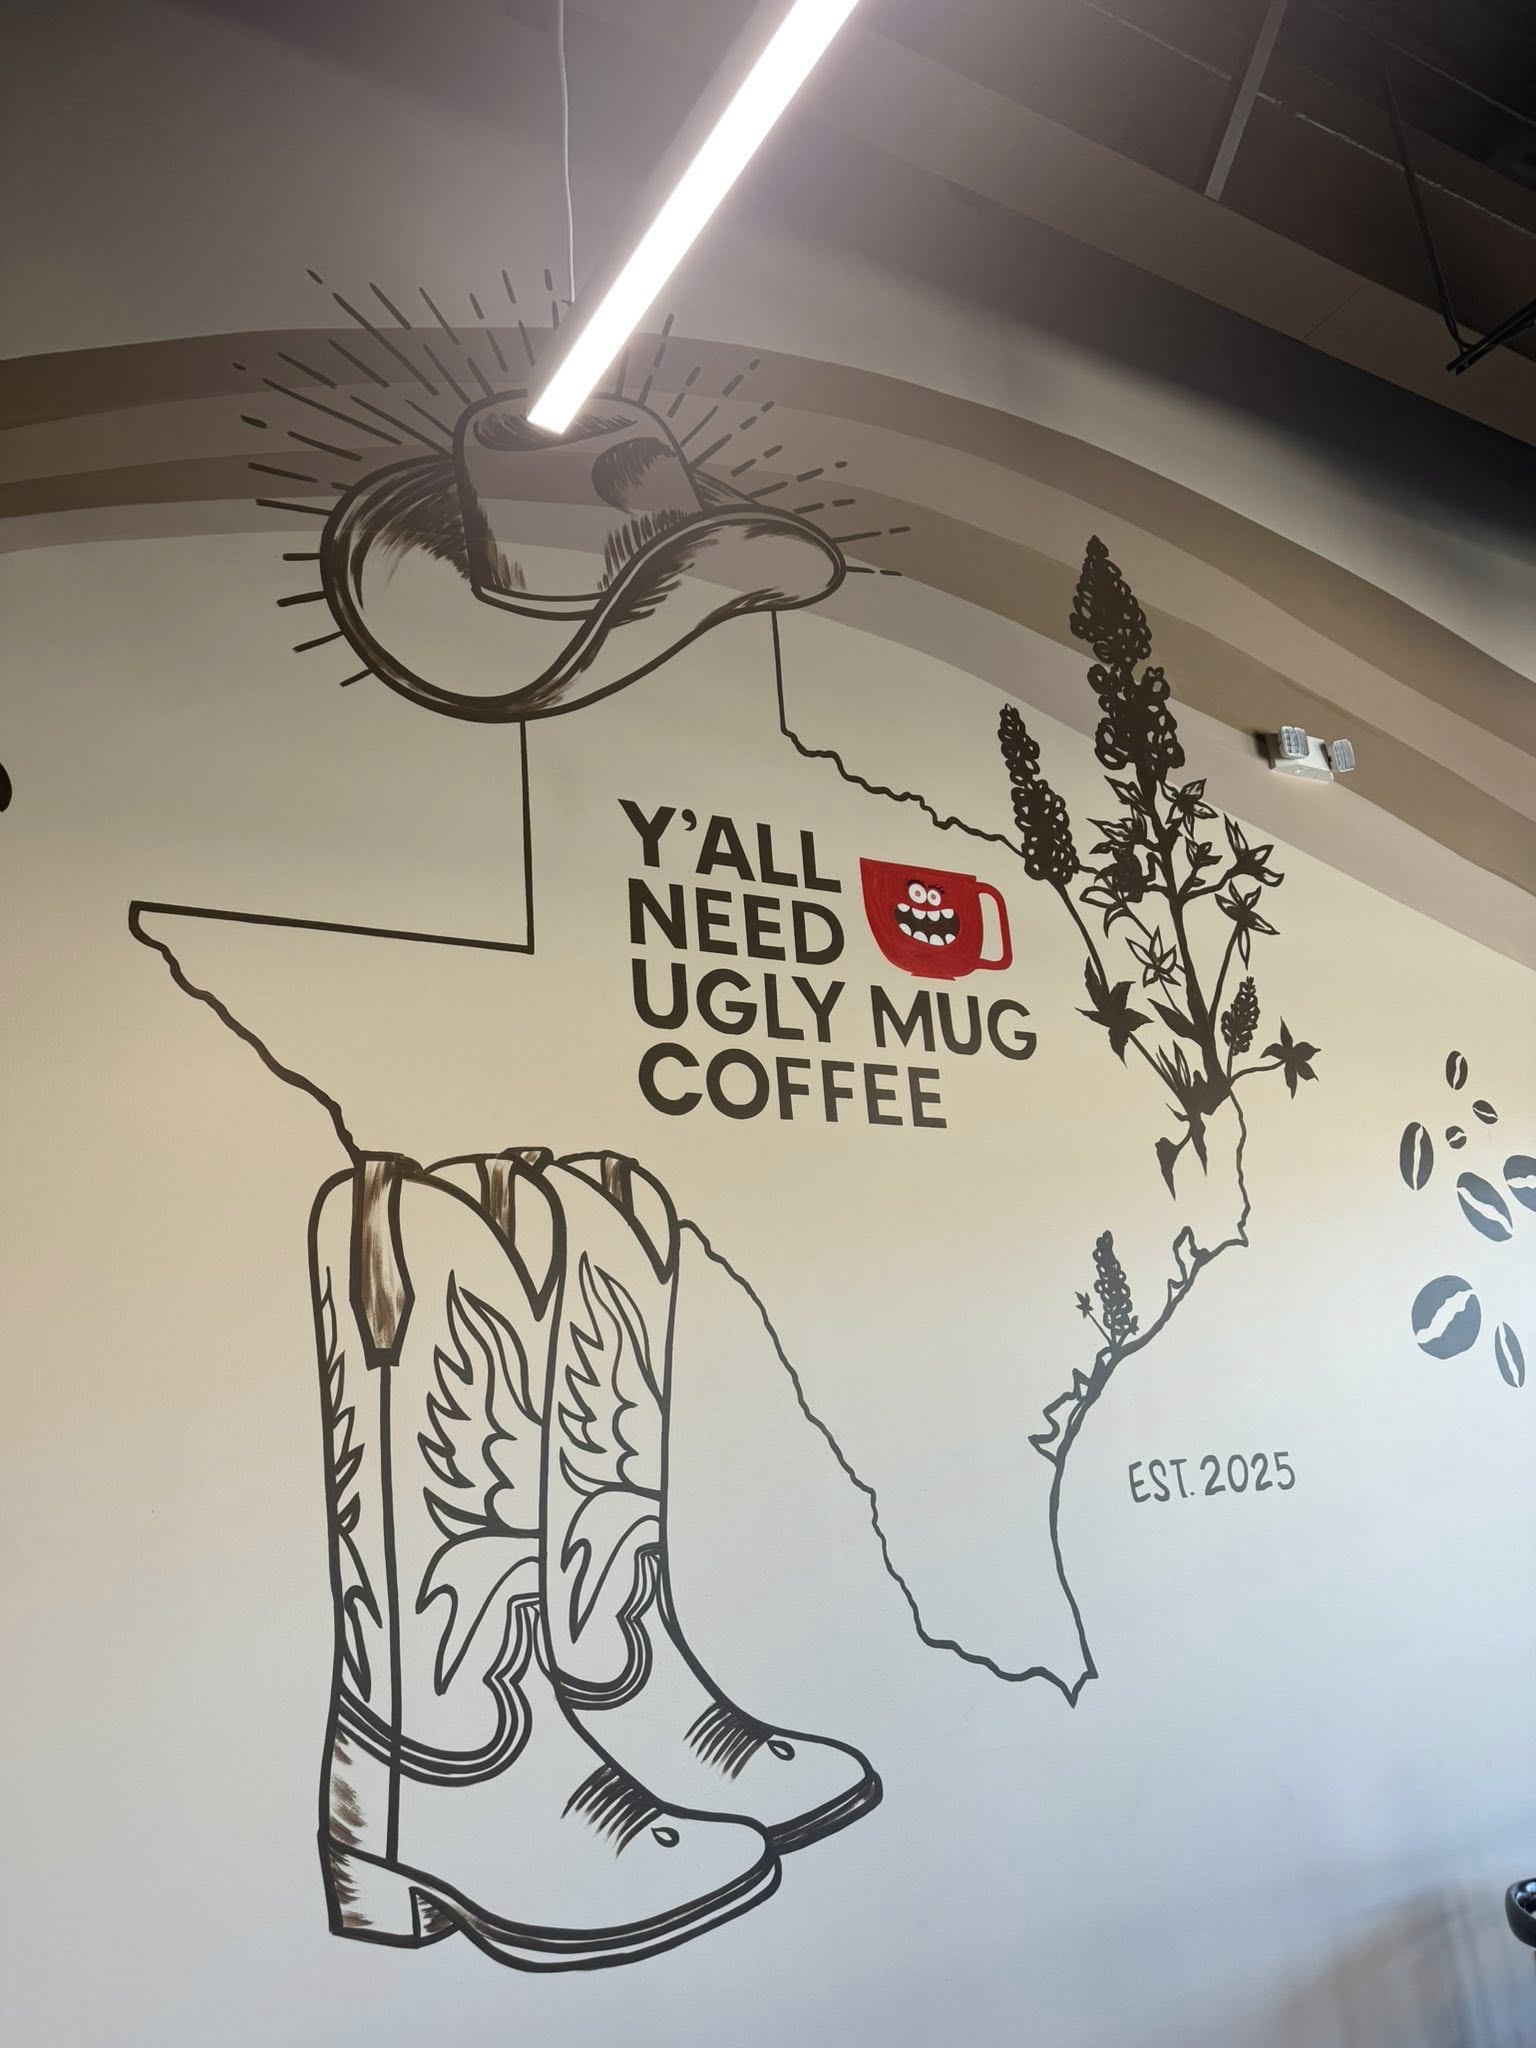 Y'ALL
NEED
UGLY MUG
COFFEE
EST. 2025